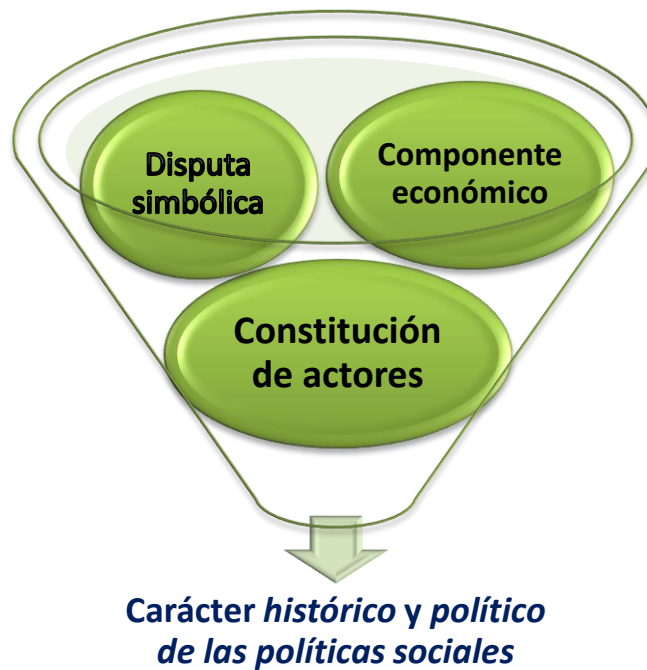 Disputa
simbólica
Componente
económico
Constitución
de actores
Carácter histórico y político
de las políticas sociales